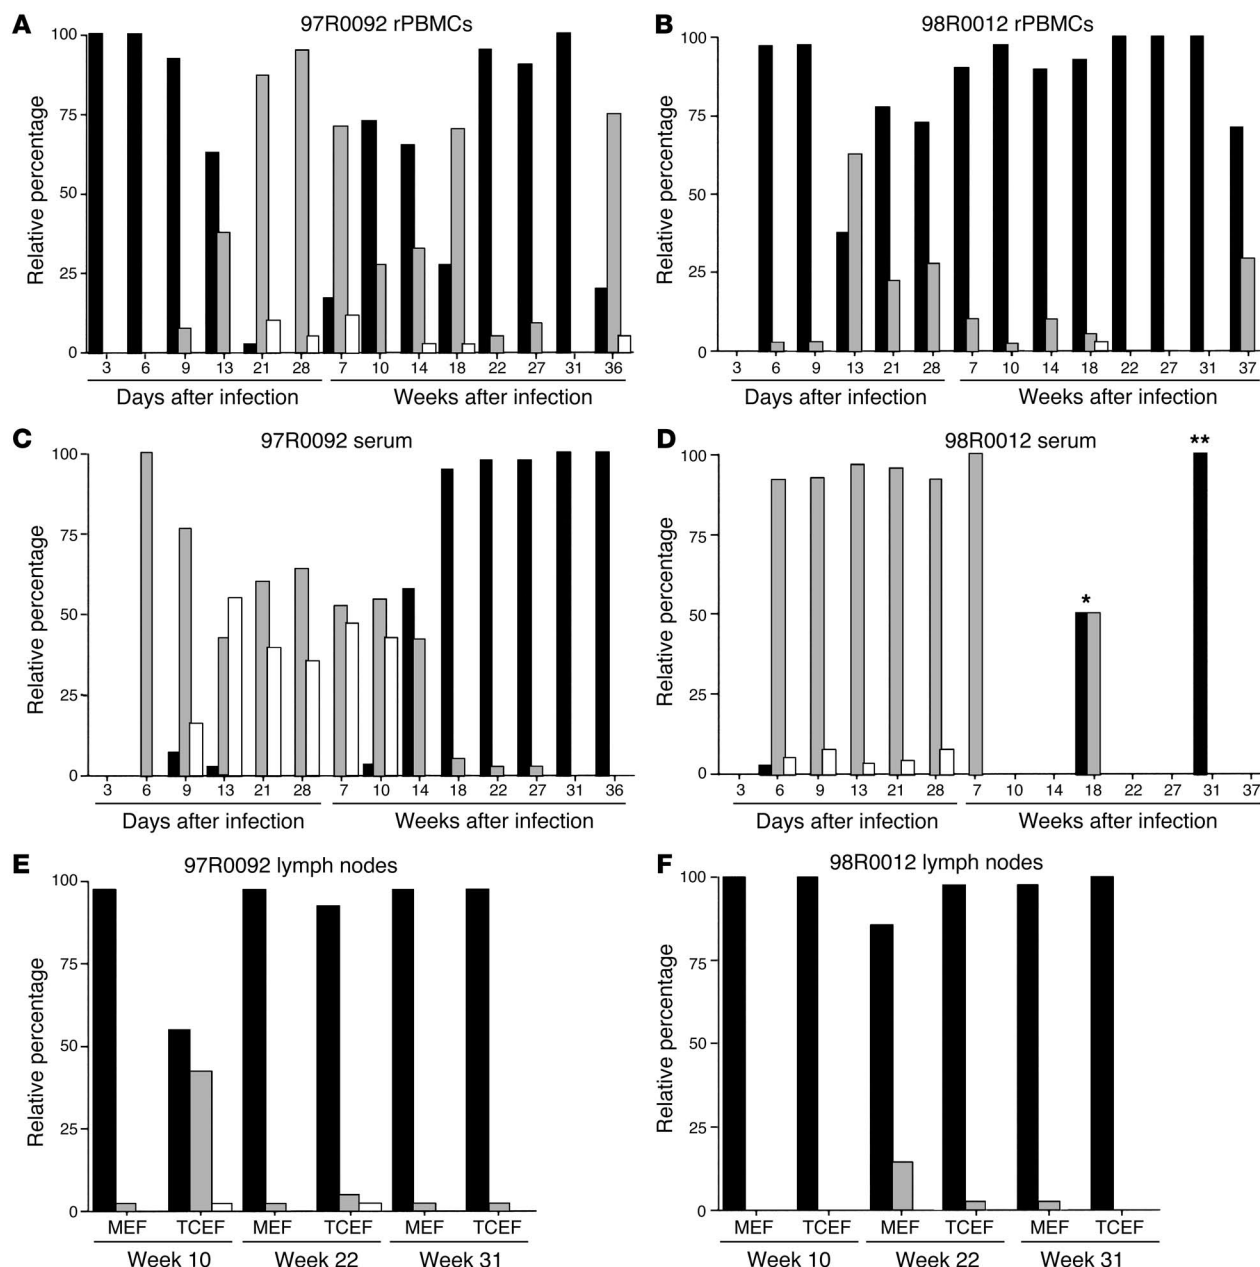 A
97R0092 rPBMCs
Relative percentage
100
75
50
25
0
3 6 9 13 21 28 7 10 14 18 22 27 31 36
Days after infection Weeks after infection
B
98R0012 rPBMCs
Relative percentage
100
75
50
25
0
3 6 9 13 21 28 7 10 14 18 22 27 31 37
Days after infection Weeks after infection
C
97R0092 serum
Relative percentage
100
75
50
25
0
3 6 9 13 21 28 7 10 14 18 22 27 31 36
Days after infection Weeks after infection
D
98R0012 serum
Relative percentage
100
75
50
25
0
*
**
3 6 9 13 21 28 7 10 14 18 22 27 31 37
Days after infection Weeks after infection
E
97R0092 lymph nodes
Relative percentage
100
75
50
25
0
MEF TCEF MEF TCEF MEF TCEF
Week 10 Week 22 Week 31
F
98R0012 lymph nodes
Relative percentage
100
75
50
25
0
MEF TCEF MEF TCEF MEF TCEF
Week 10 Week 22 Week 31